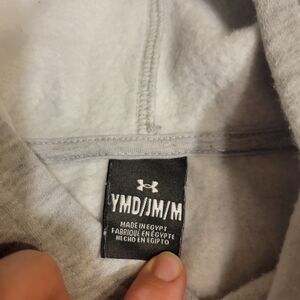 YMD/JM/M
MADE IN EGYPT
FABRIQUÉ EN ÉGYPTE
HECHO EN EGIPTO